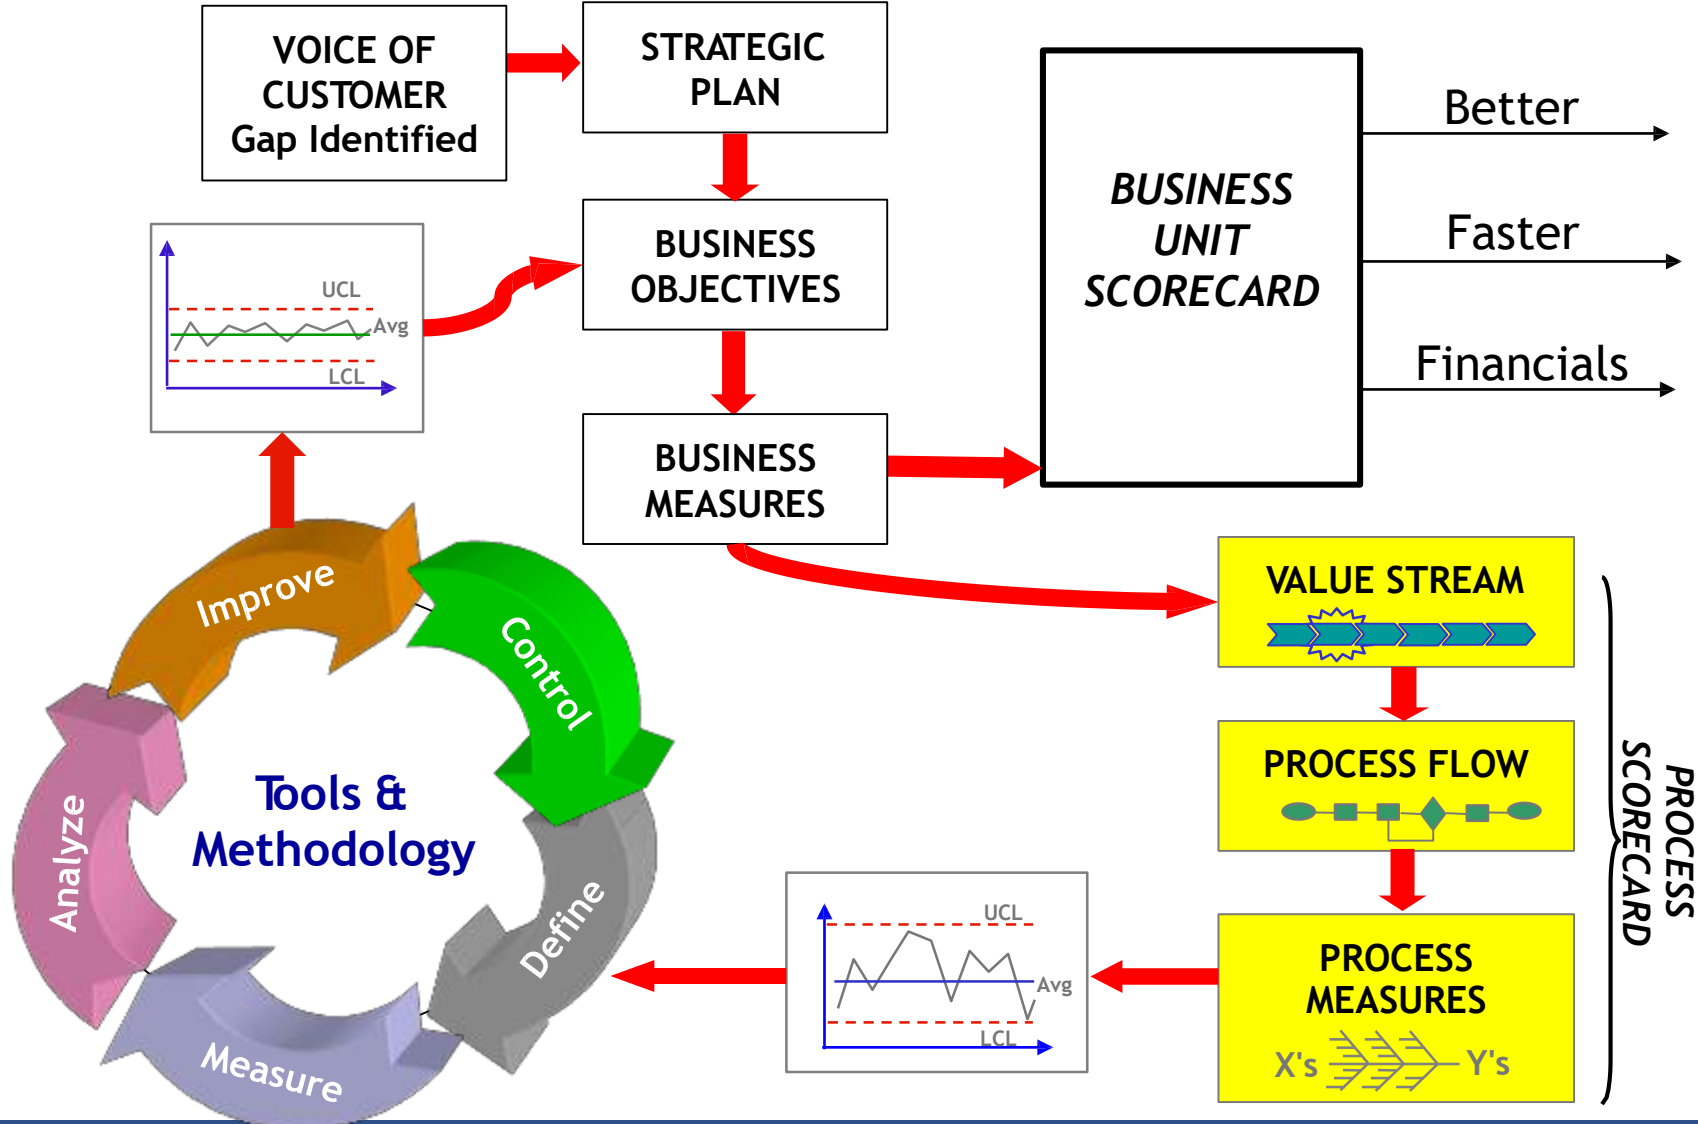 VOICE OF
CUSTOMER
Gap Identified
STRATEGIC
PLAN
BUSINESS
OBJECTIVES
BUSINESS
MEASURES
BUSINESS
UNIT
SCORECARD
Better
Faster
Financials
UCL
Avg
LCL
Improve
Control
Define
Measure
Analyze
Tools &
Methodology
VALUE STREAM
PROCESS FLOW
PROCESS
MEASURES
X's
Y's
PROCESS
SCORECARD
UCL
Avg
LCL